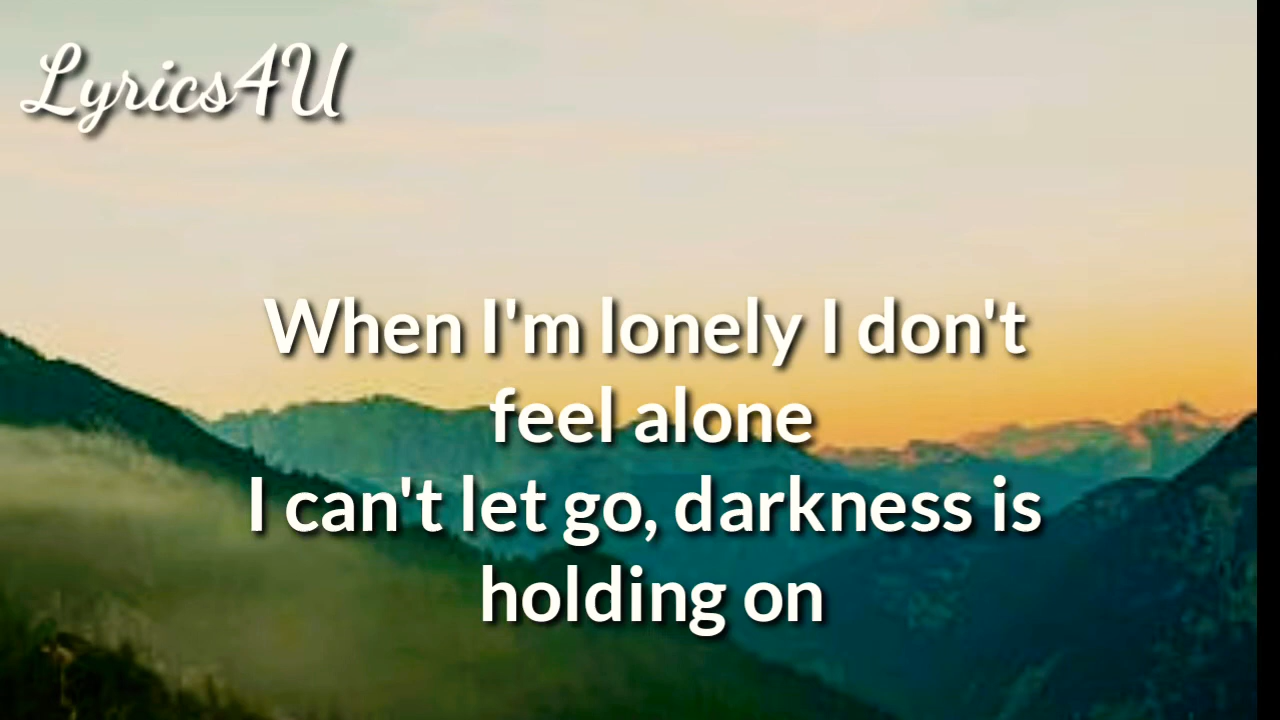 Lyrics4U
When I'm lonely I don't
feel alone
I can't let go, darkness is
holding on